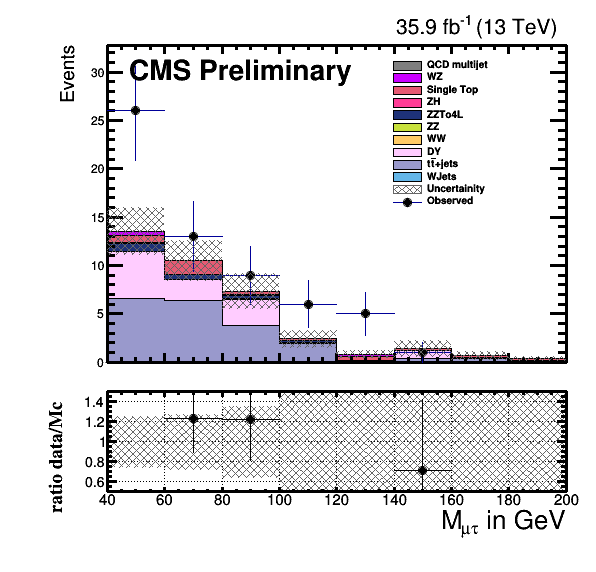 35.9 fb⁻¹ (13 TeV)
Events
CMS Preliminary
QCD multijet
WZ
Single Top
ZH
ZZTo4L
ZZ
WW
DY
tt̄+jets
WJets
Uncertainity
Observed
30
25
20
15
10
5
0
ratio data/Mc
1.4
1.2
1
0.8
0.6
40 60 80 100 120 140 160 180 200
M_μτ in GeV